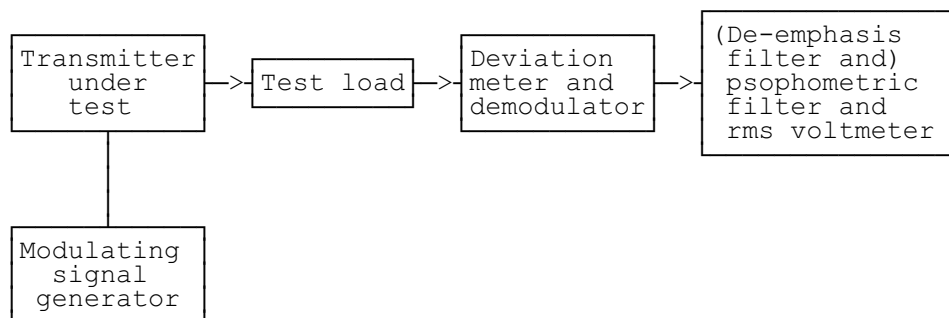 Transmitter
under
test
Test load
Deviation
meter and
demodulator
(De-emphasis
filter and)
psophometric
filter and
rms voltmeter
Modulating
signal
generator